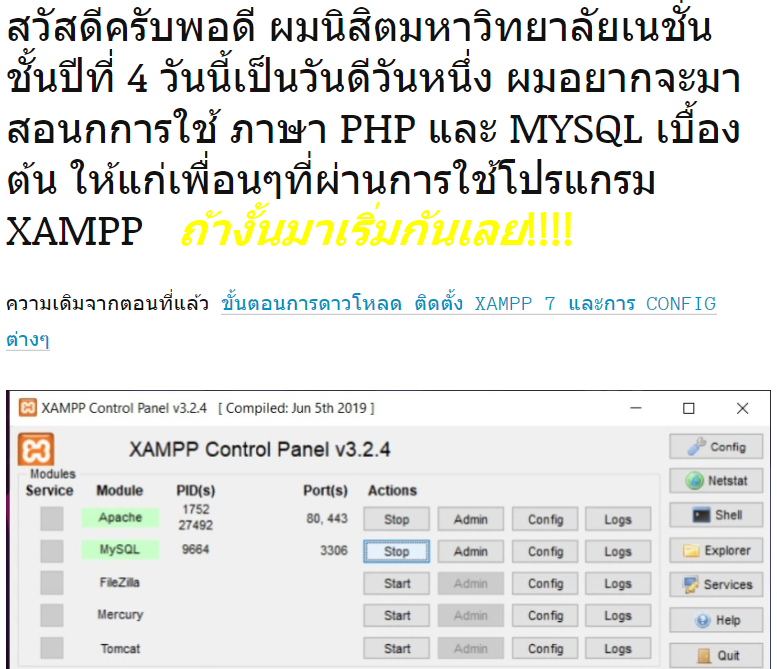 สวัสดีครับพอดี ผมนิสิตมหาวิทยาลัยเนชั่น
ชั้นปีที่ 4 วันนี้เป็นวันดีวันหนึ่ง ผมอยากจะมา
สอนกการใช้ ภาษา PHP และ MYSQL เบื้อง
ต้น ให้แก่เพื่อนๆที่ผ่านการใช้โปรแกรม
XAMPP ถ้างั้นมาเริ่มกันเลย!!!!
ความเดิมจากตอนที่แล้ว ขั้นตอนการดาวโหลด ติดตั้ง XAMPP 7 และการ CONFIG
ต่างๆ
XAMPP Control Panel v3.2.4 [ Compiled: Jun 5th 2019 ]
XAMPP Control Panel v3.2.4
Config
Modules
Service Module PID(s) Port(s) Actions
Netstat
Apache 1752 27492 80, 443 Stop Admin Config Logs
Shell
MySQL 9664 3306 Stop Admin Config Logs
Explorer
FileZilla Start Admin Config Logs
Services
Mercury Start Admin Config Logs
Help
Tomcat Start Admin Config Logs
Quit